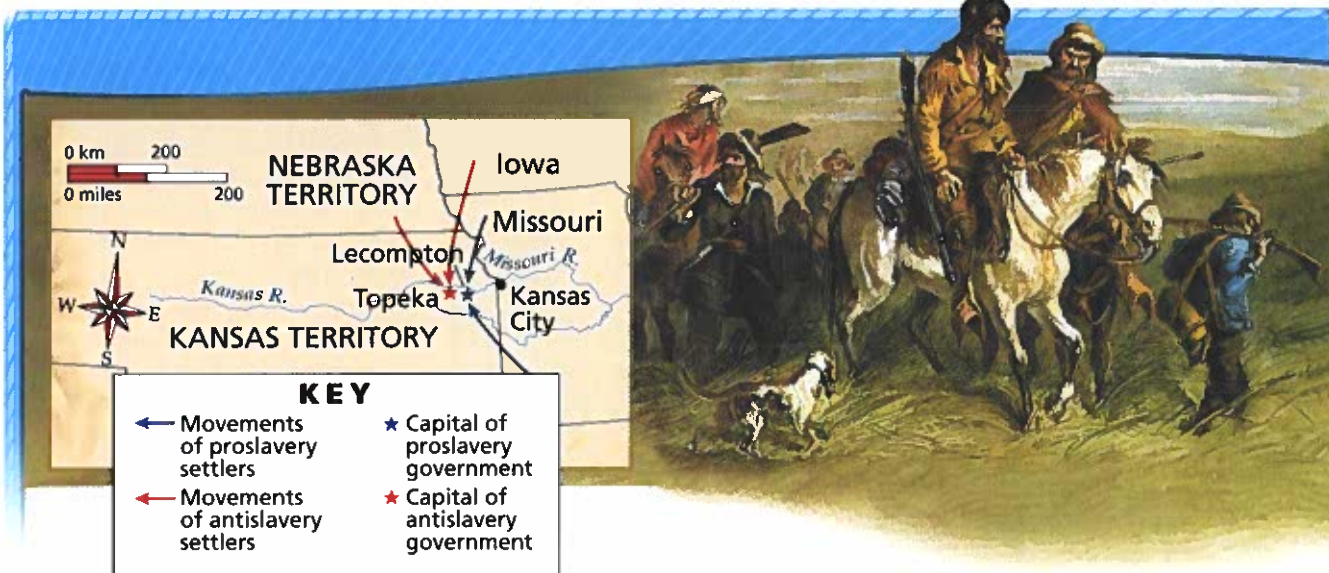 0 km 200
0 miles 200
NEBRASKA
TERRITORY
Iowa
Missouri
Lecompton
Missouri R.
Kansas R.
Topeka
Kansas
City
N
W E
S
KANSAS TERRITORY
KEY
Movements
of proslavery
settlers
Capital of
proslavery
government
Movements
of antislavery
settlers
Capital of
antislavery
government